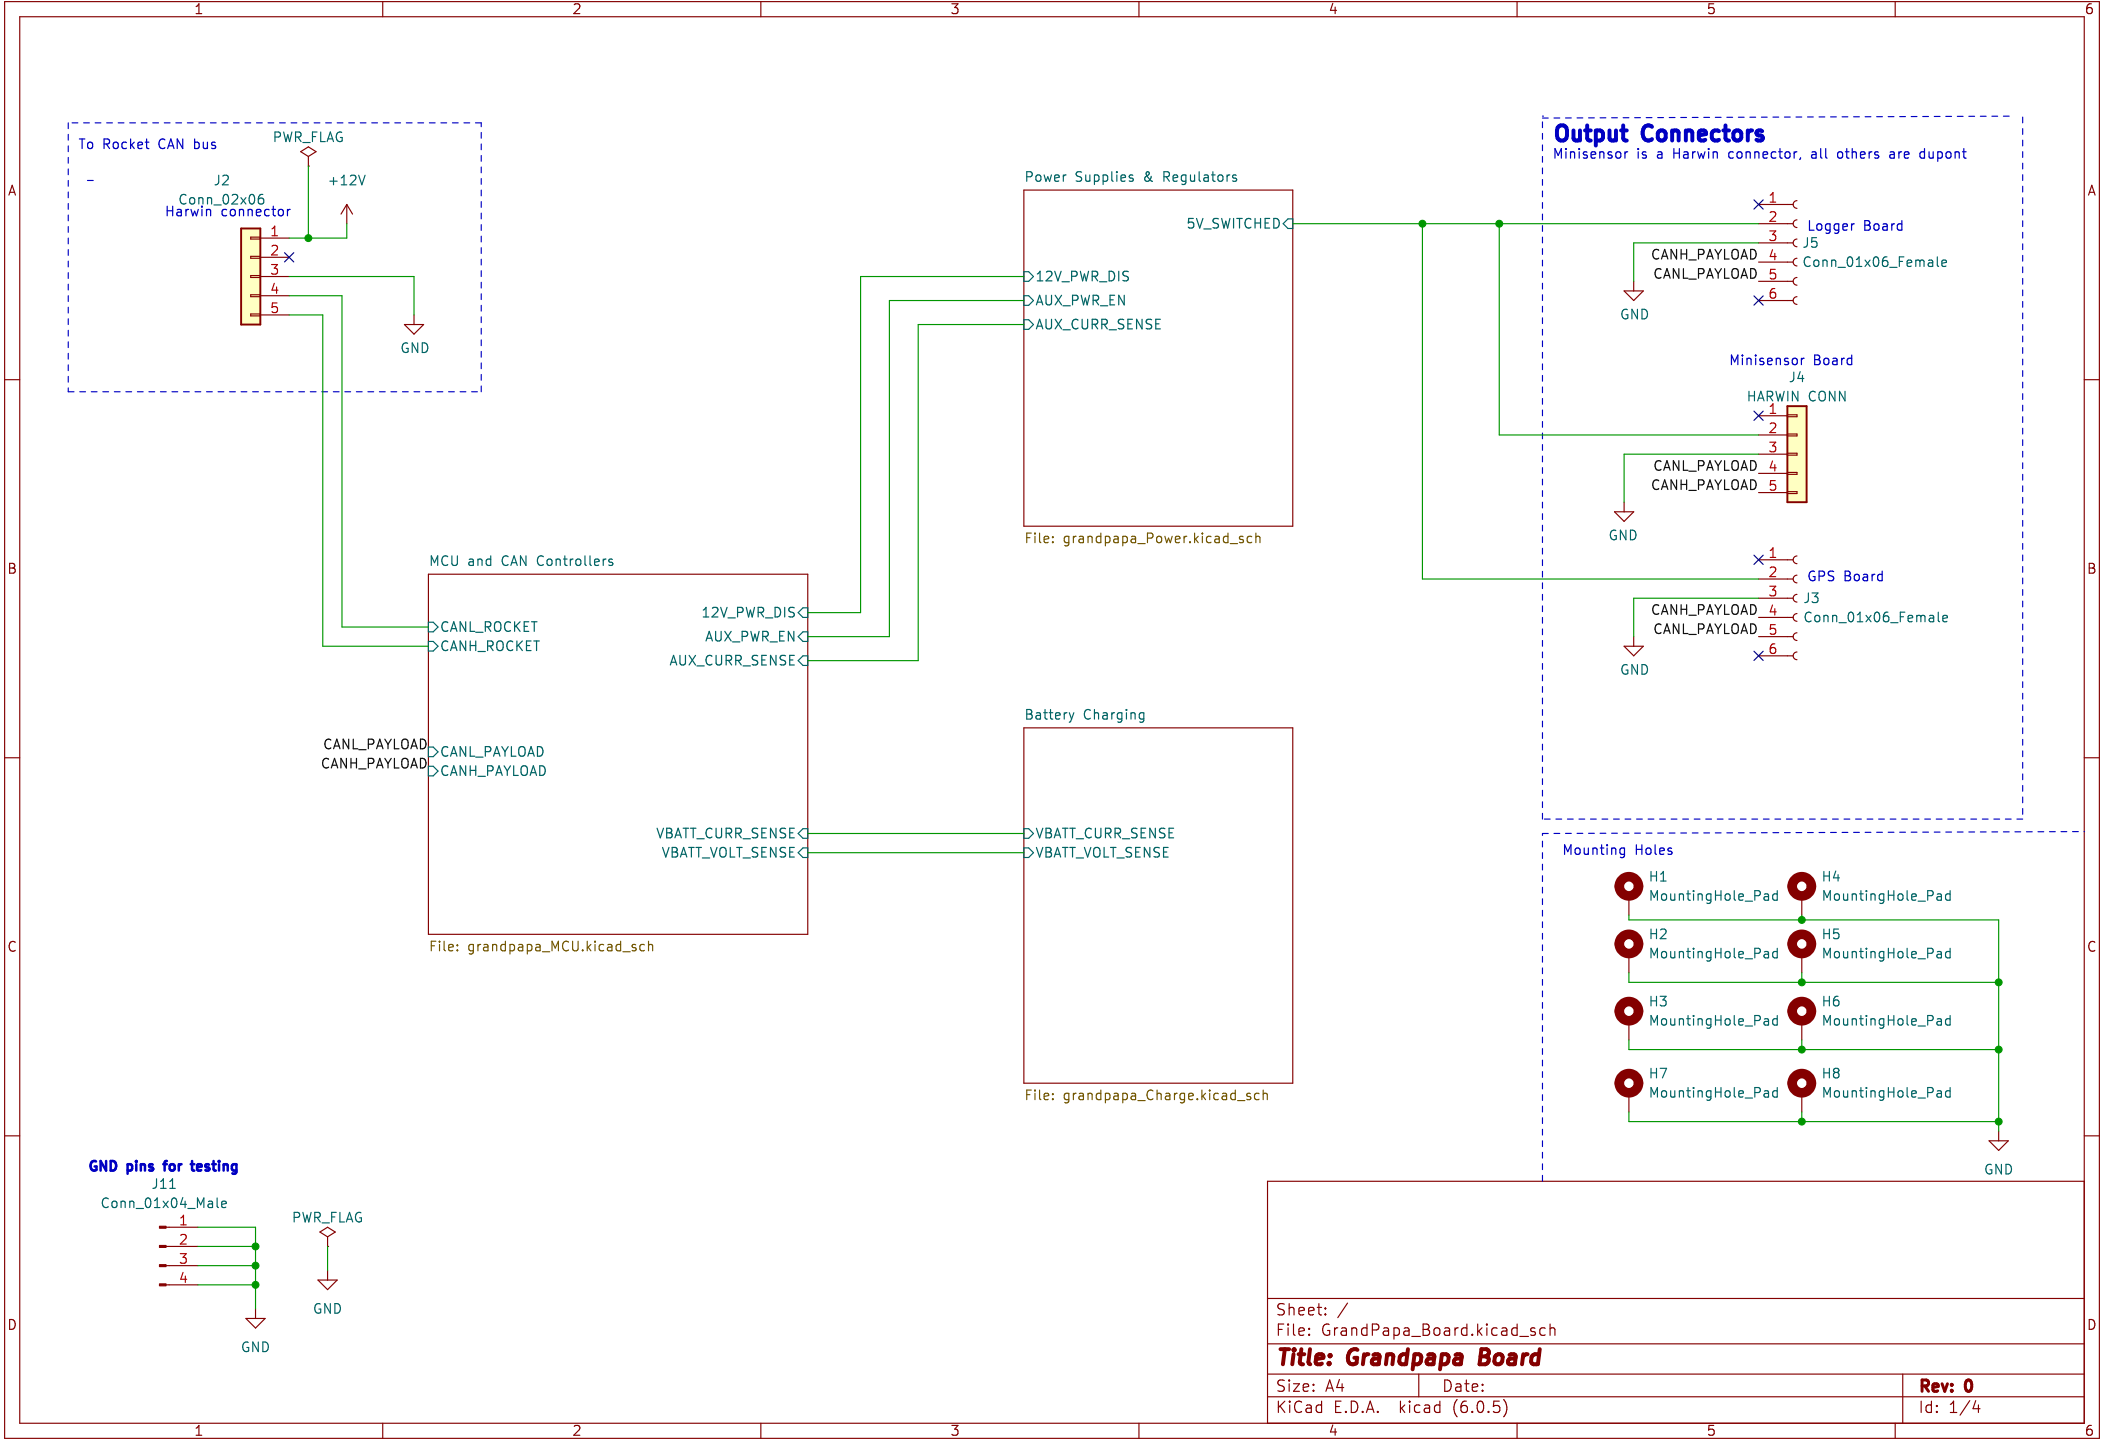 1 2 3 4 5 6
A
B
C
D
A
B
C
D
1 2 3 4 5 6
To Rocket CAN bus
-
PWR_FLAG
+12V
J2
Conn_02x06
Harwin connector
1
2
3
4
5
GND
Power Supplies & Regulators
5V_SWITCHED
12V_PWR_DIS
AUX_PWR_EN
AUX_CURR_SENSE
File: grandpapa_Power.kicad_sch
Output Connectors
Minisensor is a Harwin connector, all others are dupont
1
2
Logger Board
3 J5
CANH_PAYLOAD 4 Conn_01x06_Female
CANL_PAYLOAD 5
6
GND
Minisensor Board
J4
HARWIN CONN
1
2
3
CANL_PAYLOAD 4
CANH_PAYLOAD 5
GND
1
2 GPS Board
3 J3
CANH_PAYLOAD 4 Conn_01x06_Female
CANL_PAYLOAD 5
6
GND
MCU and CAN Controllers
12V_PWR_DIS
CANL_ROCKET
AUX_PWR_EN
CANH_ROCKET
AUX_CURR_SENSE
CANL_PAYLOAD CANL_PAYLOAD
CANH_PAYLOAD CANH_PAYLOAD
VBATT_CURR_SENSE
VBATT_VOLT_SENSE
File: grandpapa_MCU.kicad_sch
Battery Charging
VBATT_CURR_SENSE
VBATT_VOLT_SENSE
File: grandpapa_Charge.kicad_sch
Mounting Holes
H1 H4
MountingHole_Pad MountingHole_Pad
H2 H5
MountingHole_Pad MountingHole_Pad
H3 H6
MountingHole_Pad MountingHole_Pad
H7 H8
MountingHole_Pad MountingHole_Pad
GND
GND pins for testing
J11
Conn_01x04_Male
1
2
3
4
GND
PWR_FLAG
GND
Sheet: /
File: GrandPapa_Board.kicad_sch
Title: Grandpapa Board
Size: A4 Date: Rev: 0
KiCad E.D.A. kicad (6.0.5) Id: 1/4